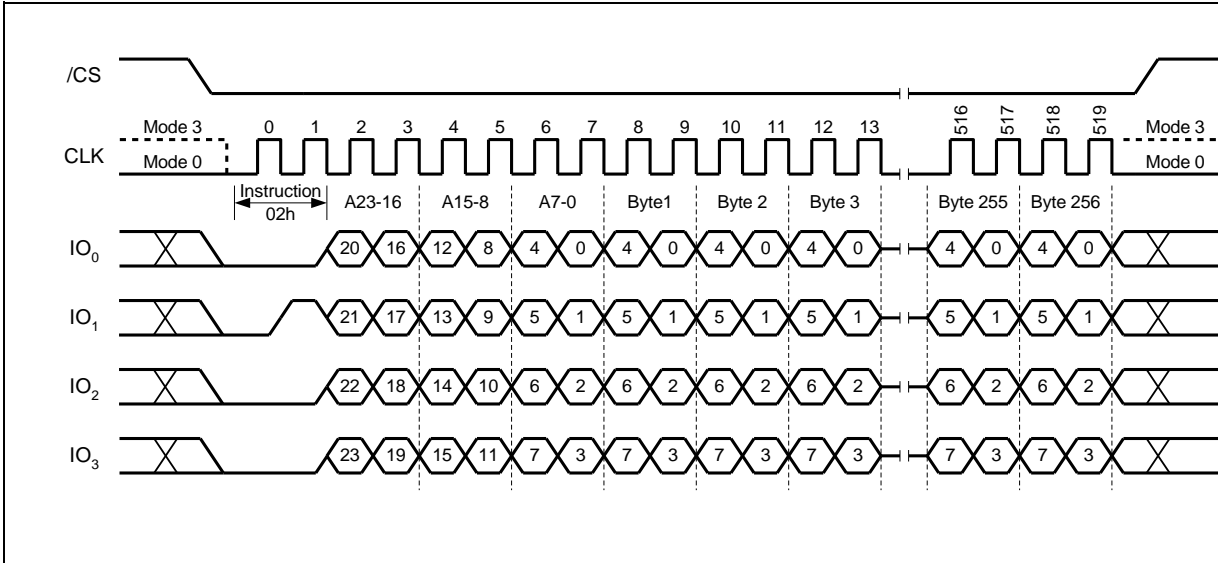 /CS
Mode 3 0 1 2 3 4 5 6 7 8 9 10 11 12 13 516 517 518 519 Mode 3
CLK
Mode 0 Mode 0
Instruction
02h A23-16 A15-8 A7-0 Byte1 Byte 2 Byte 3 Byte 255 Byte 256
IO0 20 16 12 8 4 0 4 0 4 0 4 0 4 0 4 0
IO1 21 17 13 9 5 1 5 1 5 1 5 1 5 1 5 1
IO2 22 18 14 10 6 2 6 2 6 2 6 2 6 2 6 2
IO3 23 19 15 11 7 3 7 3 7 3 7 3 7 3 7 3